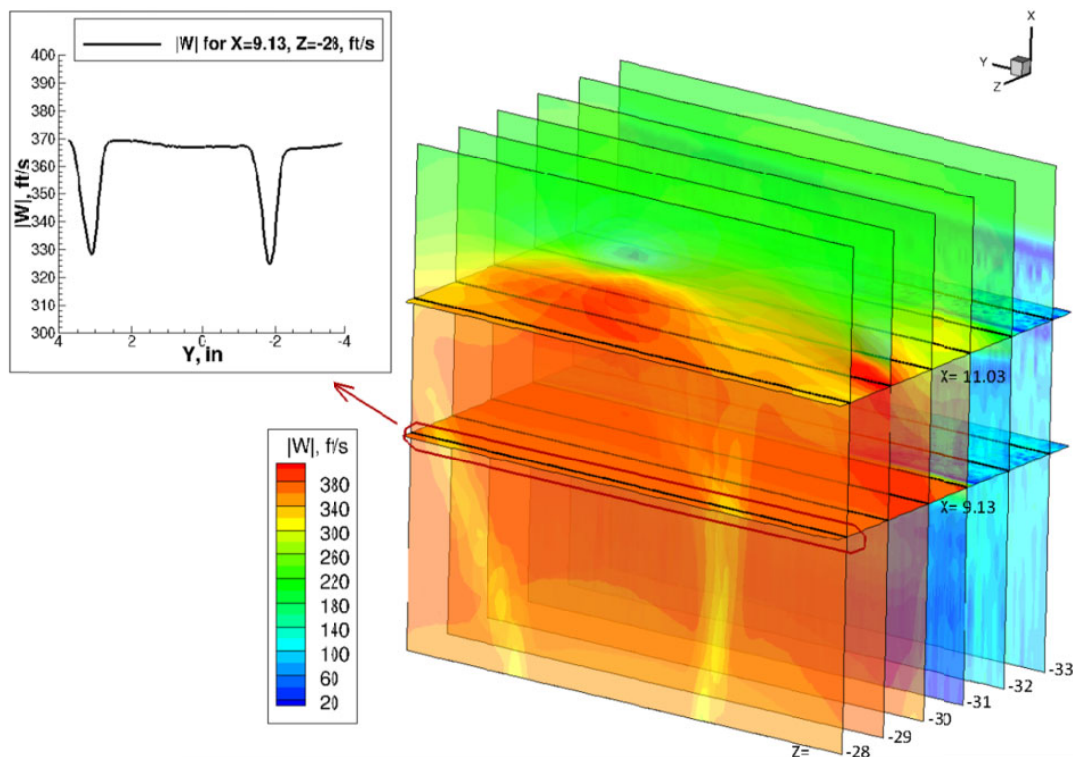 |W| for X=9.13, Z=-28, ft/s
400
390
380
370
360
350
340
330
320
310
300
|W|, ft/s
4 2 0 -2 -4
Y, in
X
Y
Z
X= 11.03
X= 9.13
|W|, ft/s
380
340
300
260
220
180
140
100
60
20
-33
-32
-31
-30
-29
Z= -28